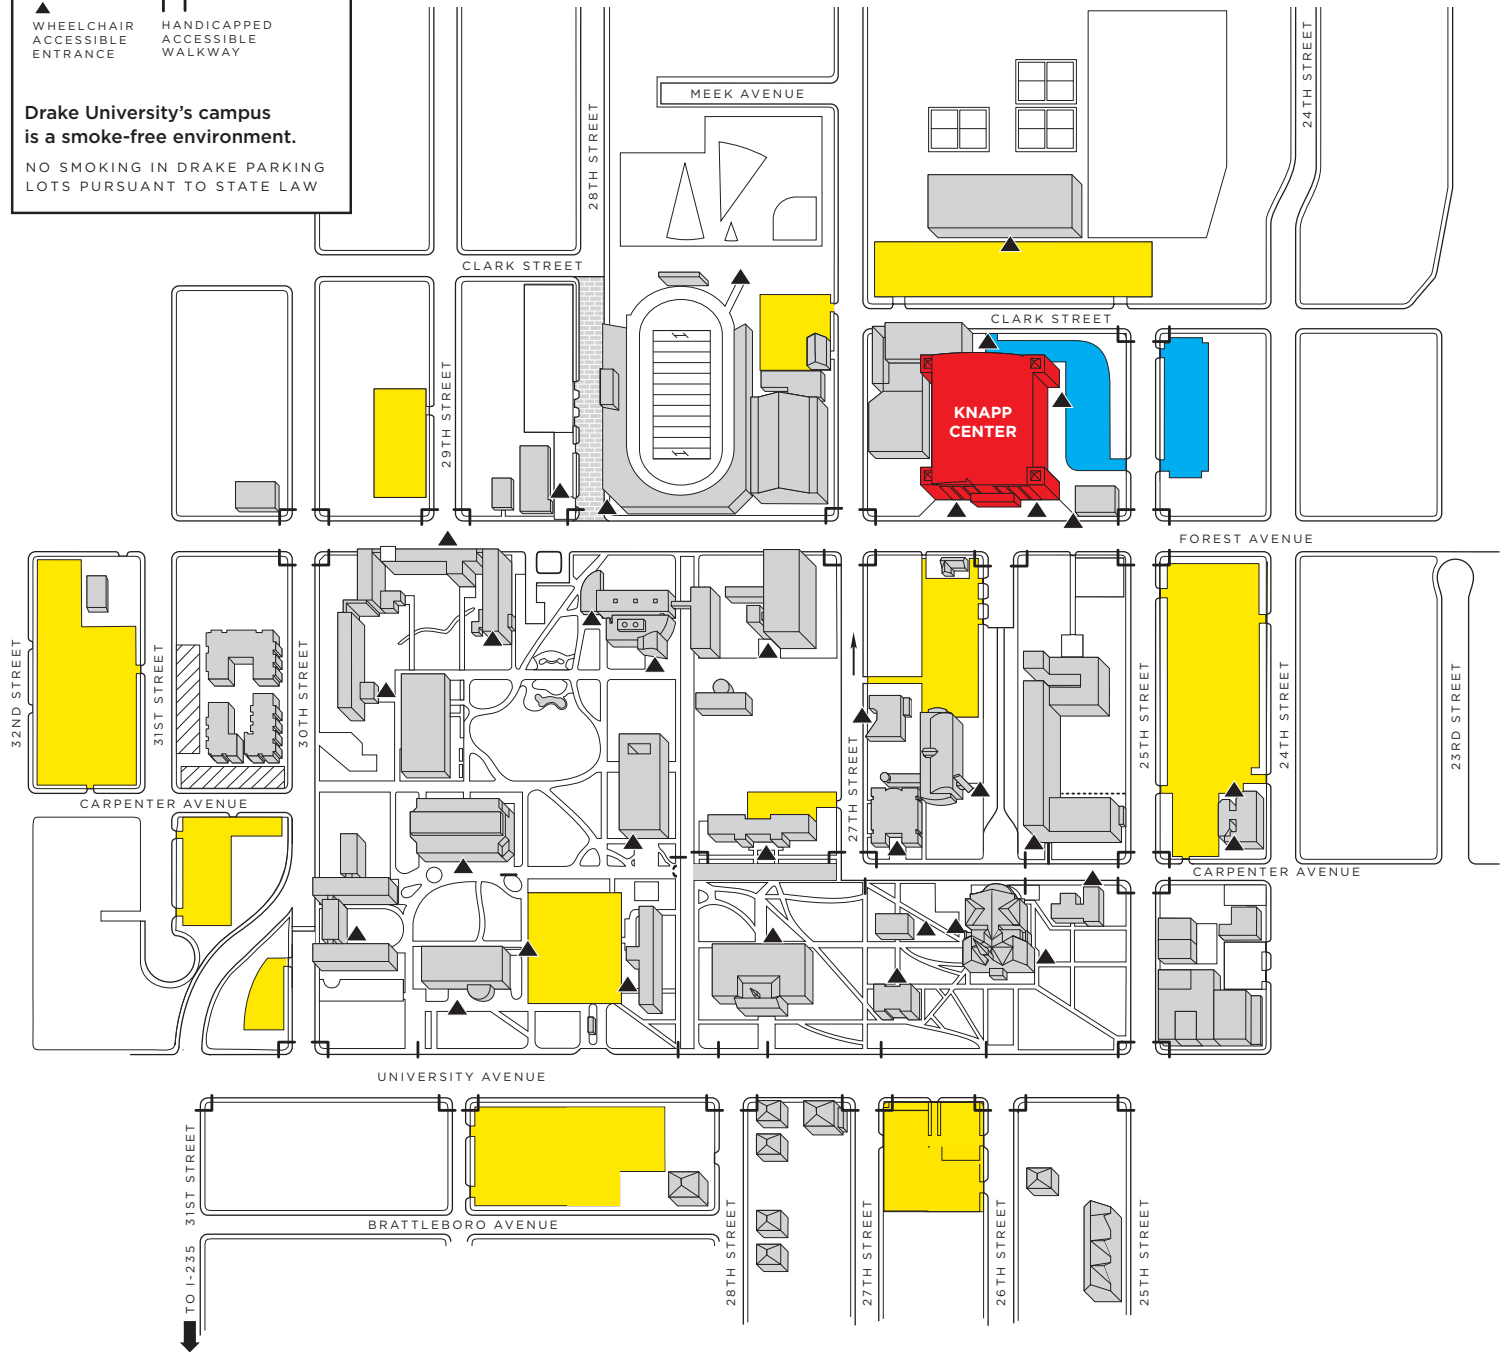 WHEELCHAIR
ACCESSIBLE
ENTRANCE
HANDICAPPED
ACCESSIBLE
WALKWAY
Drake University’s campus
is a smoke-free environment.
NO SMOKING IN DRAKE PARKING
LOTS PURSUANT TO STATE LAW
MEEK AVENUE
28TH STREET
24TH STREET
CLARK STREET
CLARK STREET
29TH STREET
KNAPP
CENTER
FOREST AVENUE
32ND STREET
31ST STREET
30TH STREET
27TH STREET
25TH STREET
24TH STREET
23RD STREET
CARPENTER AVENUE
CARPENTER AVENUE
UNIVERSITY AVENUE
31ST STREET
BRATTLEBORO AVENUE
28TH STREET
27TH STREET
26TH STREET
25TH STREET
TO I-235